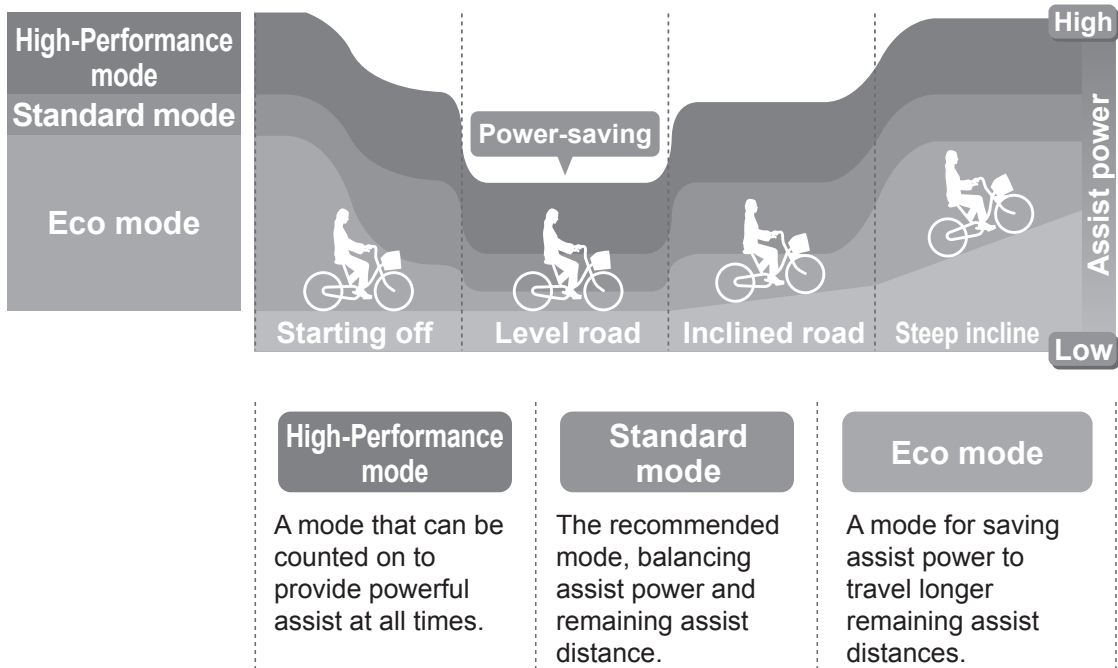 High-Performance
mode
Standard mode
Eco mode
Power-saving
High
Assist power
Low
Starting off
Level road
Inclined road
Steep incline
High-Performance
mode
A mode that can be
counted on to
provide powerful
assist at all times.
Standard
mode
The recommended
mode, balancing
assist power and
remaining assist
distance.
Eco mode
A mode for saving
assist power to
travel longer
remaining assist
distances.